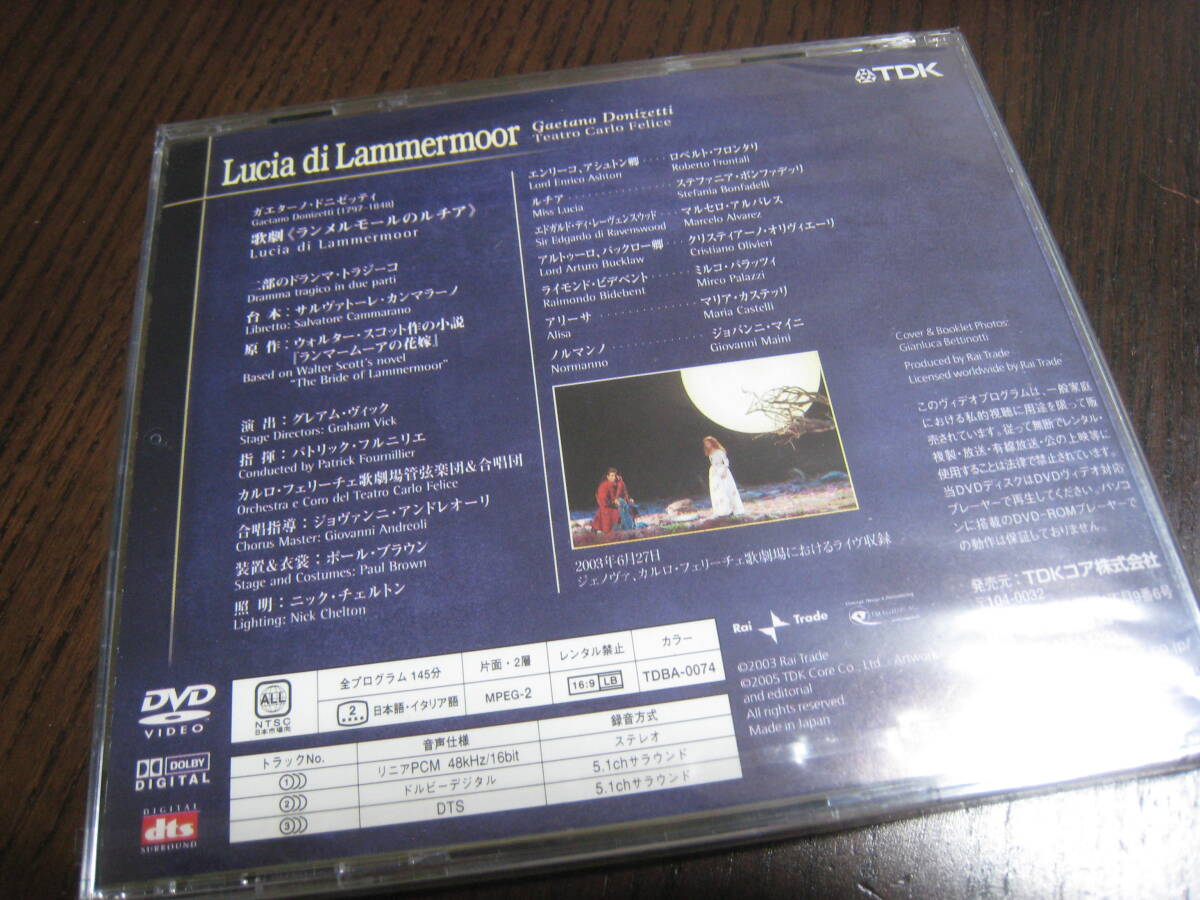 TDK
Lucia di Lammermoor
Gaetano Donizetti
Teatro Carlo Felice
ガエターノ・ドニゼッティ
Gaetano Donizetti (1797-1848)
歌劇《ランメルモールのルチア》
Lucia di Lammermoor
二部のドランマ・トラジーコ
Dramma tragico in due parti
台 本：サルヴァトーレ・カンマラーノ
Libretto: Salvatore Cammarano
原 作：ウォルター・スコット作の小説
『ランマームーアの花嫁』
Based on Walter Scott's novel
"The Bride of Lammermoor"
演 出：グレアム・ヴィック
Stage Directors: Graham Vick
指 揮：パトリック・フルニリエ
Conducted by Patrick Fournillier
カルロ・フェリーチェ歌劇場管弦楽団&合唱団
Orchestra e Coro del Teatro Carlo Felice
合唱指導：ジョヴァンニ・アンドレオーリ
Chorus Master: Giovanni Andreoli
装置&衣裳：ポール・ブラウン
Stage and Costumes: Paul Brown
照 明：ニック・チェルトン
Lighting: Nick Chelton
エンリーコ、アシュトン卿 ···· ロベルト・フロンタリ
Lord Enrico Ashton Roberto Frontali
ルチア ·············· ステファニア・ボンファデッリ
Miss Lucia Stefania Bonfadelli
エドガルド・ディ・レーヴェンスウッド ···· マルセロ・アルバレス
Sir Edgardo di Ravenswood Marcelo Alvarez
アルトゥーロ、バックロー卿 ··· クリスティアーノ・オリヴィエーリ
Lord Arturo Bucklaw Cristiano Olivieri
ライモンド・ビデベント ······ ミルコ・パラッツィ
Raimondo Bidebent Mirco Palazzi
アリーサ ·············· マリア・カステッリ
Alisa Maria Castelli
ノルマンノ ············ ジョバンニ・マイニ
Normanno Giovanni Maini
2003年6月27日
ジェノヴァ、カルロ・フェリーチェ歌劇場におけるライヴ収録
Cover & Booklet Photos:
Gianluca Bettinotti
Produced by Rai Trade
Licensed worldwide by Rai Trade
このヴィデオプログラムは、一般家庭
における私的視聴に用途を限って販
売されています。従って無断でレンタル・
複製・放送・有線放送・公の上映等に
使用することは法律で禁止されています。
当DVDディスクはDVDヴィデオ対応
プレーヤーで再生してください。パソコ
ンに搭載のDVD-ROMプレーヤーで
の動作は保証しておりません。
発売元：TDKコア株式会社
〒104-0032
丁目9番6号
Rai Trade
©2003 Rai Trade
©2005 TDK Core Co., Ltd - Artwork
and editorial
All rights reserved
Made in Japan
DVD
VIDEO
DOLBY
DIGITAL
DIGITAL
dts
SURROUND
ALL
NTSC
日本市場向
全プログラム 145分
片面・2層
レンタル禁止
カラー
2 日本語・イタリア語
MPEG-2
16:9 LB
TDBA-0074
トラックNo. 音声仕様 録音方式
1 リニアPCM 48kHz/16bit ステレオ
2 ドルビーデジタル 5.1chサラウンド
3 DTS 5.1chサラウンド